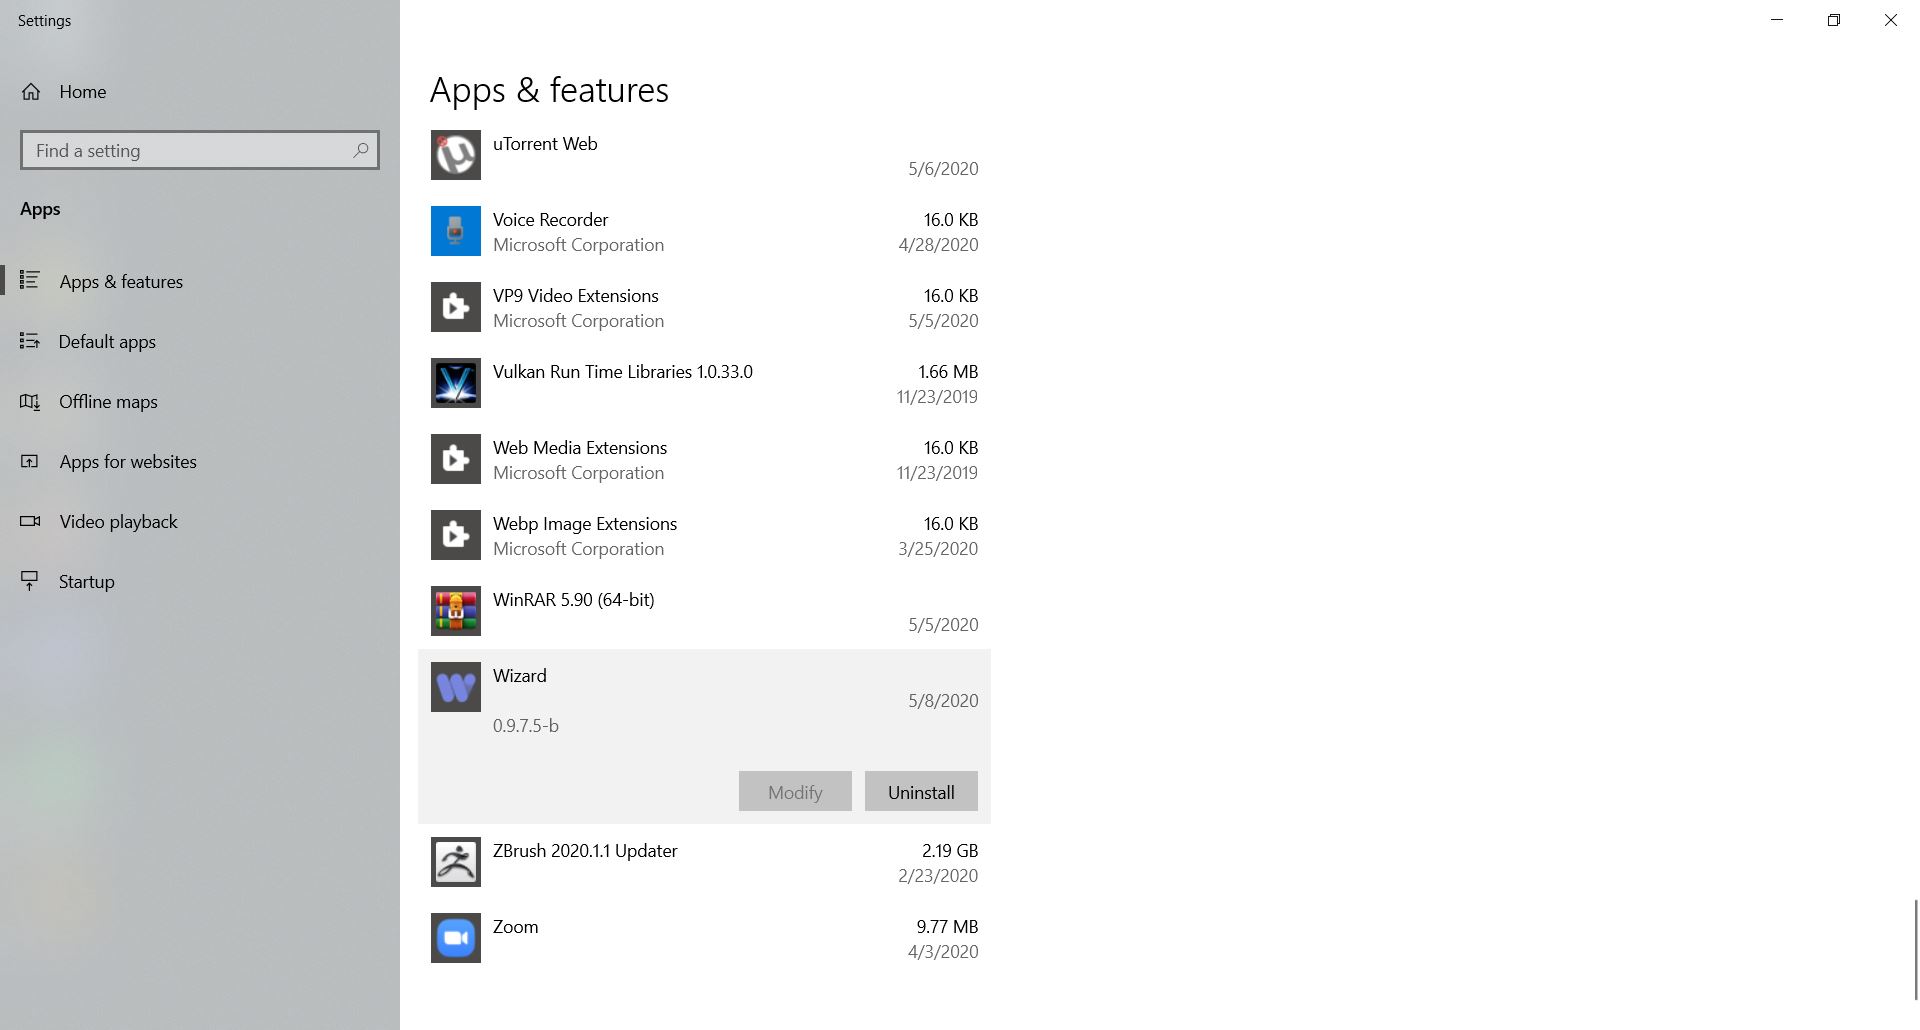 Settings
Home
Find a setting
Apps
Apps & features
Default apps
Offline maps
Apps for websites
Video playback
Startup
Apps & features
uTorrent Web
5/6/2020
Voice Recorder 16.0 KB
Microsoft Corporation 4/28/2020
VP9 Video Extensions 16.0 KB
Microsoft Corporation 5/5/2020
Vulkan Run Time Libraries 1.0.33.0 1.66 MB
11/23/2019
Web Media Extensions 16.0 KB
Microsoft Corporation 11/23/2019
Webp Image Extensions 16.0 KB
Microsoft Corporation 3/25/2020
WinRAR 5.90 (64-bit)
5/5/2020
Wizard
5/8/2020
0.9.7.5-b
Modify Uninstall
ZBrush 2020.1.1 Updater 2.19 GB
2/23/2020
Zoom 9.77 MB
4/3/2020